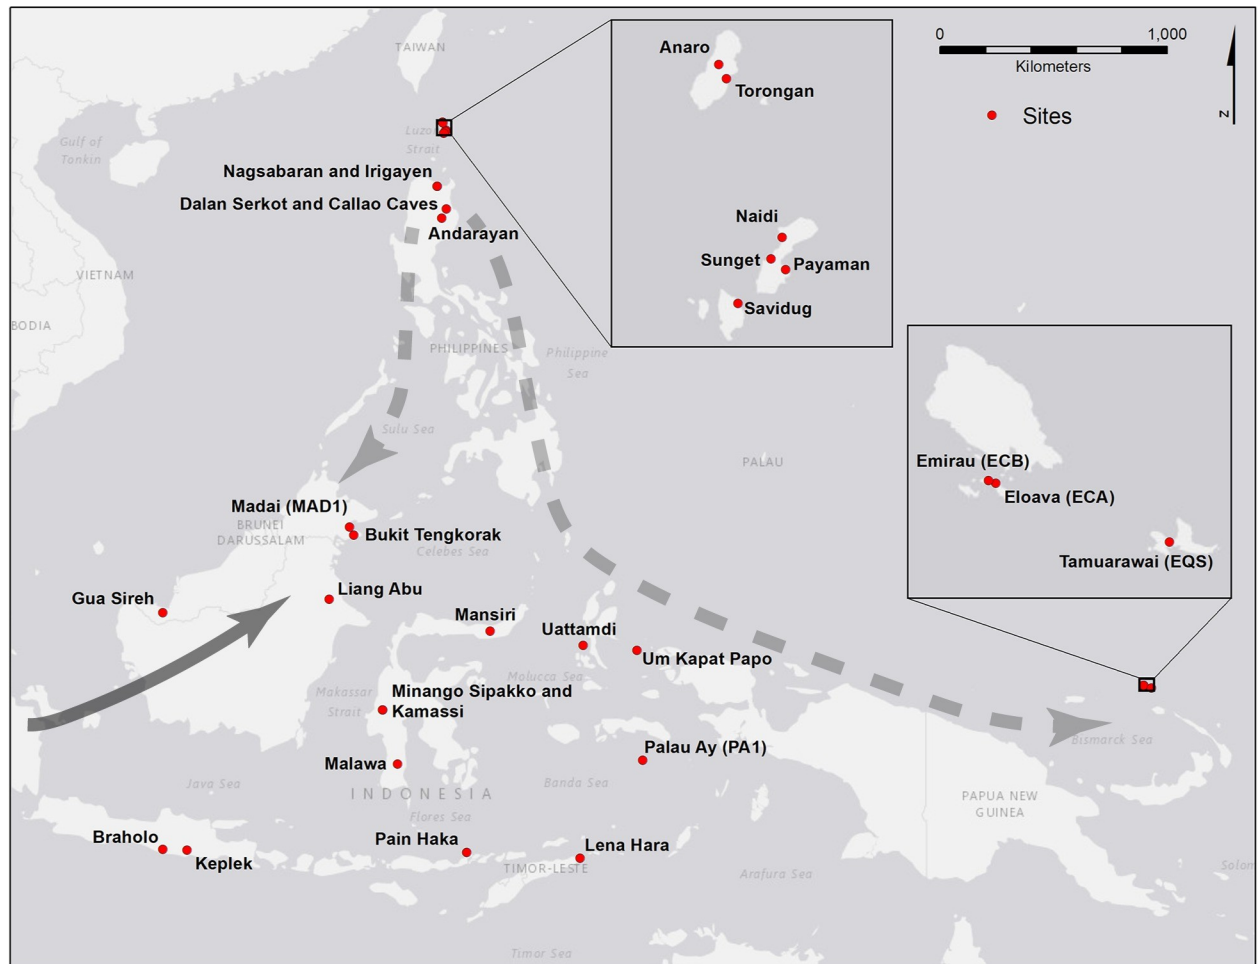 TAIWAN
Anaro
Torongan
0 1,000
Kilometers
Sites
N
Gulf of
Tonkin
Luzon
Strait
Nagsabaran and Irigayen
Dalan Serkot and Callao Caves
Andarayan
Naidi
Sunget
Payaman
Savidug
VIETNAM
BODIA
PHILIPPINES
Philippine
Sea
Sulu Sea
PALAU
Emirau (ECB)
Eloava (ECA)
Tamuarawai (EQS)
Madai (MAD1)
Bukit Tengkorak
BRUNEI
DARUSSALAM
Celebes Sea
Liang Abu
Gua Sireh
Mansiri
Uattamdi
Um Kapat Papo
Molucca Sea
Makassar
Strait
Minango Sipakko and
Kamassi
Palau Ay (PA1)
Bismarck Sea
Malawa
Java Sea
Banda Sea
INDONESIA
PAPUA NEW
GUINEA
Flores Sea
Braholo
Keplek
Pain Haka
Lena Hara
TIMOR-LESTE
Arafura Sea
Solon
Timor Sea